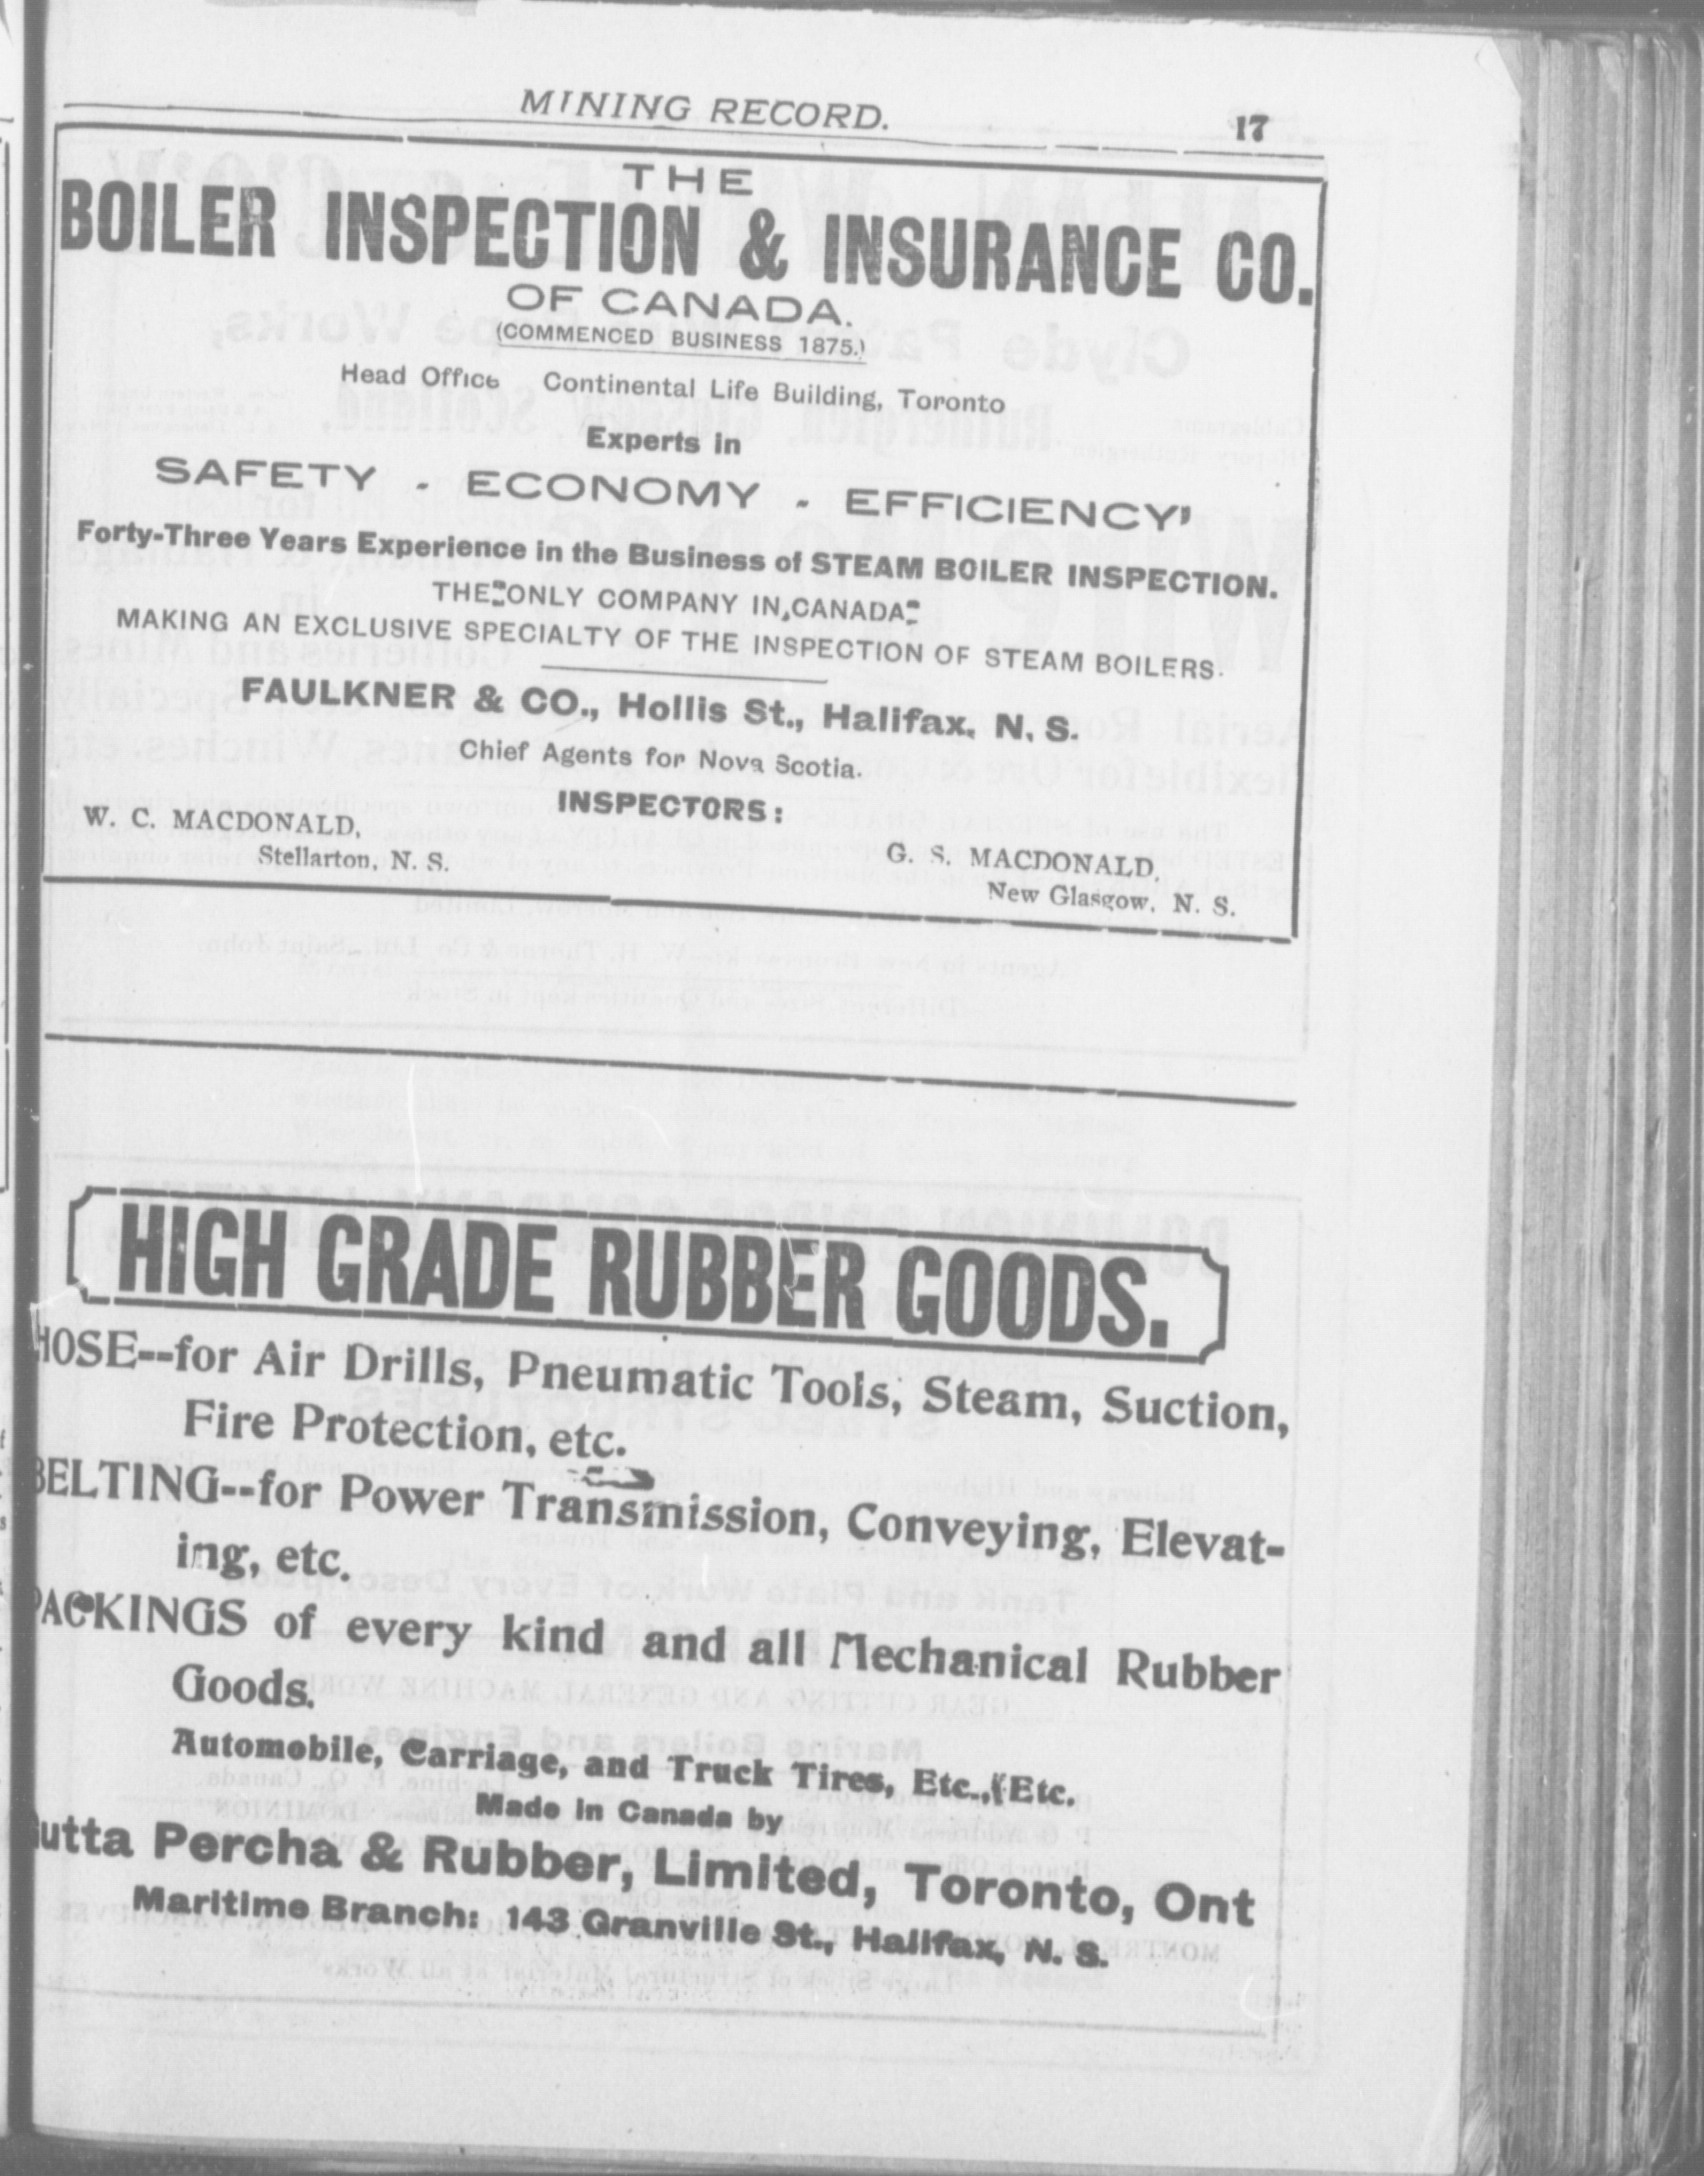 MINING RECORD. 17
THE
BOILER INSPECTION & INSURANCE CO.
OF CANADA.
(COMMENCED BUSINESS 1875.)
Head Office Continental Life Building, Toronto
Experts in
SAFETY - ECONOMY - EFFICIENCY'
Forty-Three Years Experience in the Business of STEAM BOILER INSPECTION.
THE ONLY COMPANY IN CANADA
MAKING AN EXCLUSIVE SPECIALTY OF THE INSPECTION OF STEAM BOILERS.
FAULKNER & CO., Hollis St., Halifax, N. S.
Chief Agents for Nova Scotia.
INSPECTORS:
W. C. MACDONALD,
Stellarton, N. S.
G. S. MACDONALD,
New Glasgow, N. S.
HIGH GRADE RUBBER GOODS.
HOSE--for Air Drills, Pneumatic Tools, Steam, Suction,
Fire Protection, etc.
BELTING--for Power Transmission, Conveying, Elevat-
ing, etc.
PACKINGS of every kind and all Mechanical Rubber
Goods.
Automobile, Carriage, and Truck Tires, Etc., Etc.
Made in Canada by
Gutta Percha & Rubber, Limited, Toronto, Ont
Maritime Branch: 143 Granville St., Halifax, N. S.